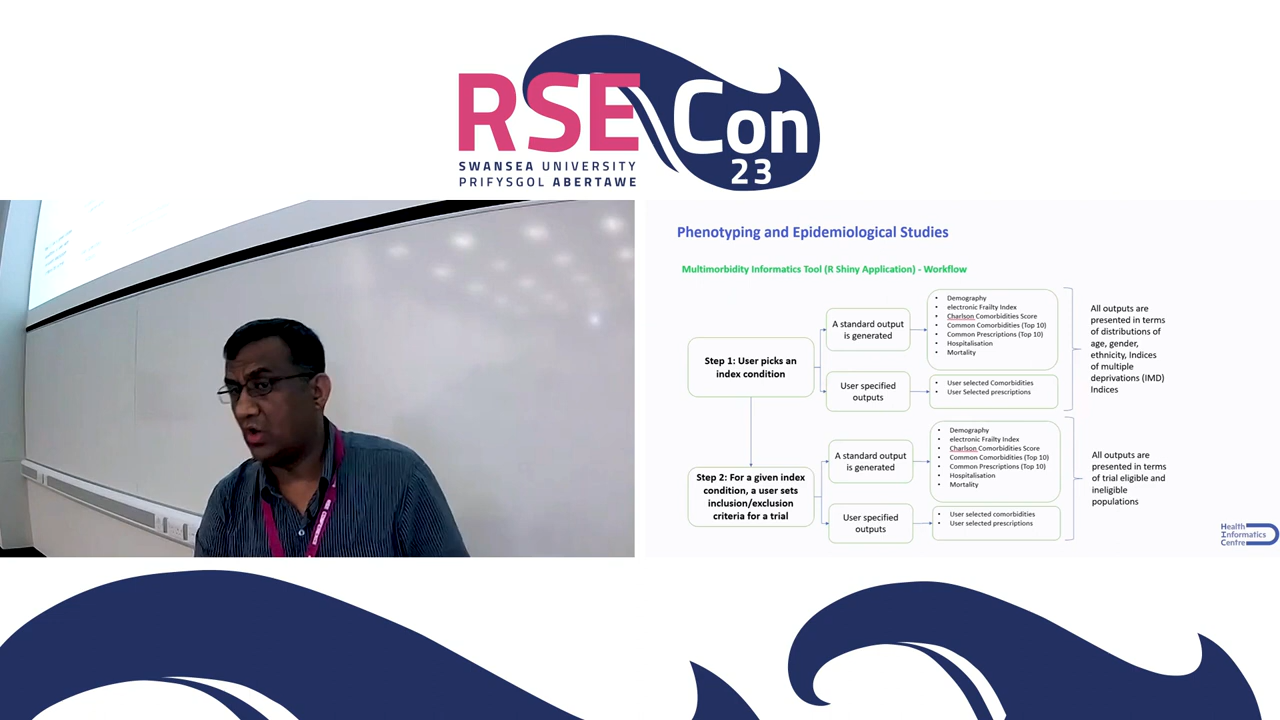 RSE Con
SWANSEA UNIVERSITY
PRIFYSGOL ABERTAWE
23
Phenotyping and Epidemiological Studies
Multimorbidity Informatics Tool (R Shiny Application) - Workflow
Step 1: User picks an
index condition
A standard output
is generated
• Demography
• electronic Frailty Index
• Charlson Comorbidities Score
• Common Comorbidities (Top 10)
• Common Prescriptions (Top 10)
• Hospitalisation
• Mortality
User specified
outputs
• User selected Comorbidities
• User Selected prescriptions
All outputs are
presented in terms
of distributions of
age, gender,
ethnicity, Indices
of multiple
deprivations (IMD)
Indices
Step 2: For a given index
condition, a user sets
inclusion/exclusion
criteria for a trial
A standard output
is generated
• Demography
• electronic Frailty Index
• Charlson Comorbidities Score
• Common Comorbidities (Top 10)
• Common Prescriptions (Top 10)
• Hospitalisation
• Mortality
User specified
outputs
• User selected comorbidities
• User selected prescriptions
All outputs are
presented in terms
of trial eligible and
ineligible
populations
Health
Informatics
Centre